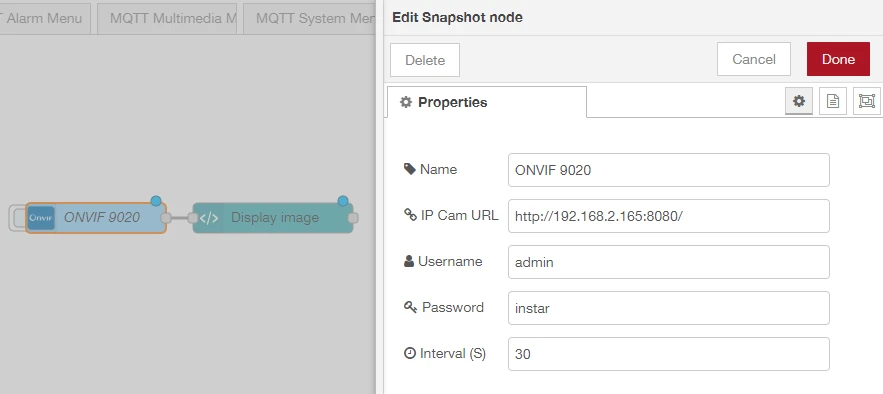 T Alarm Menu
MQTT Multimedia M
MQTT System Men
Edit Snapshot node
Delete
Cancel
Done
Properties
Name
ONVIF 9020
IP Cam URL
http://192.168.2.165:8080/
Username
admin
Password
instar
Interval (S)
30
Onvif
ONVIF 9020
</> Display image